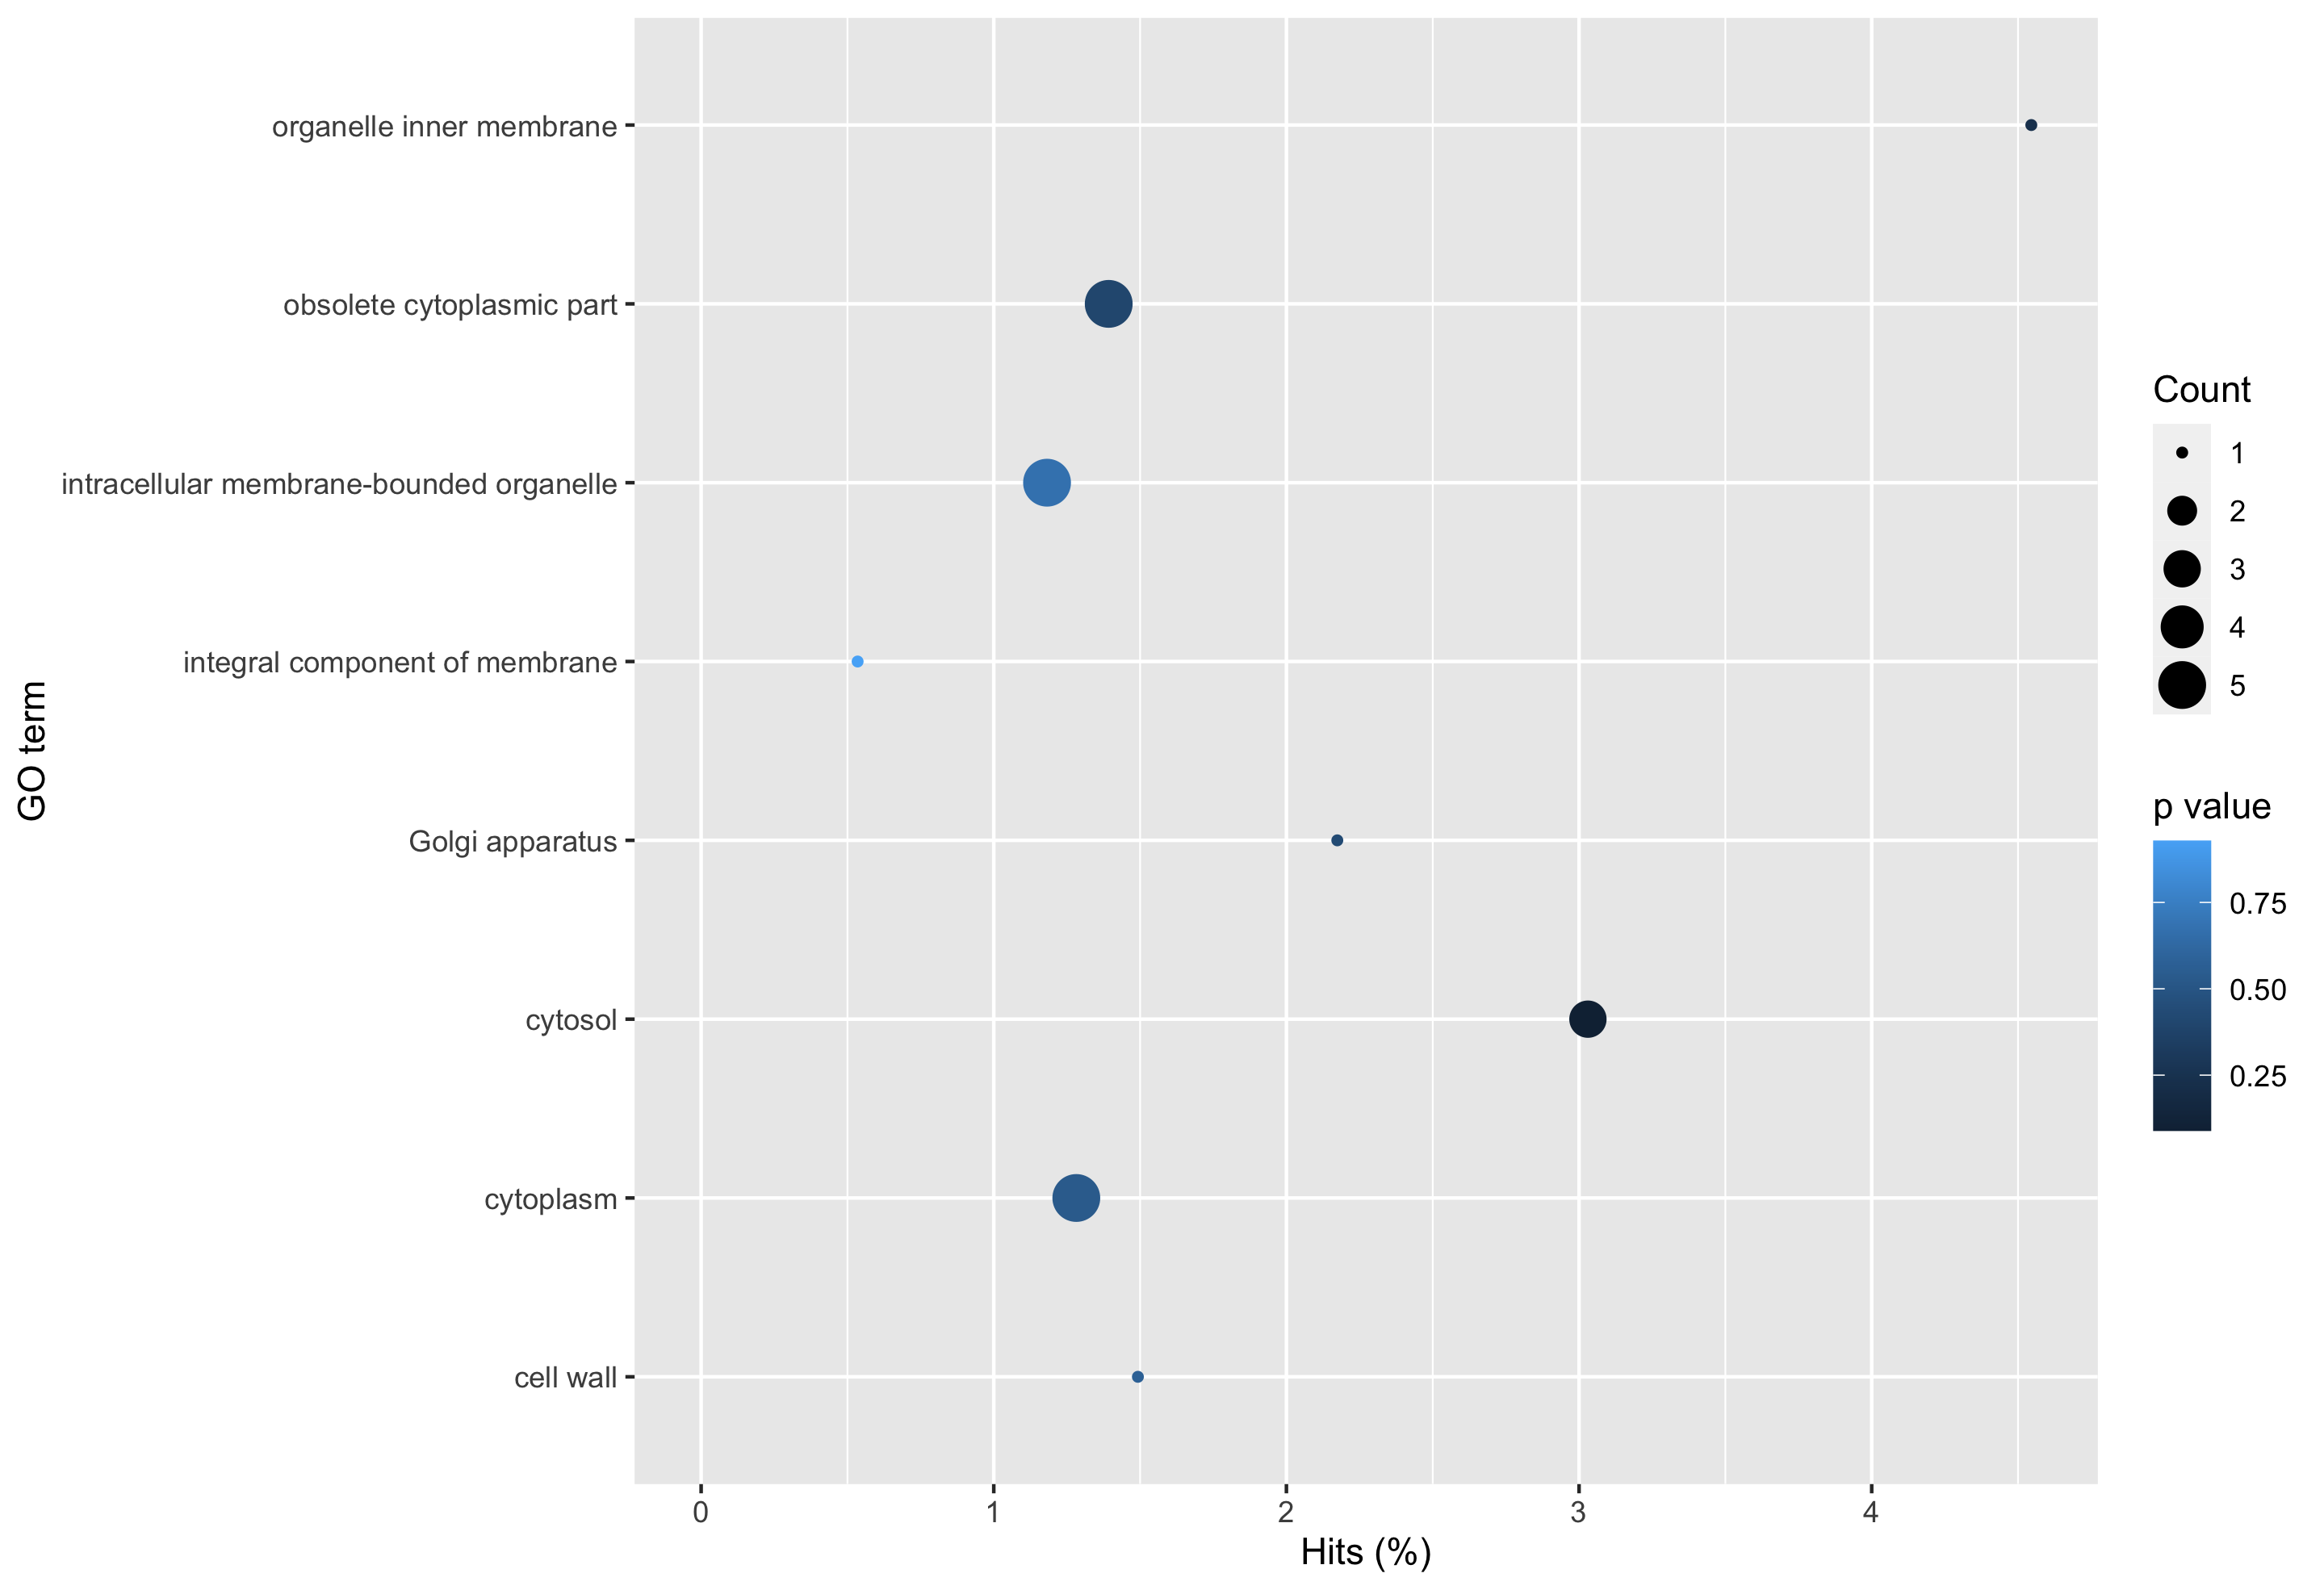 organelle inner membrane
obsolete cytoplasmic part
intracellular membrane-bounded organelle
integral component of membrane
Golgi apparatus
cytosol
cytoplasm
cell wall
GO term
0 1 2 3 4
Hits (%)
Count
1
2
3
4
5
p value
0.75
0.50
0.25